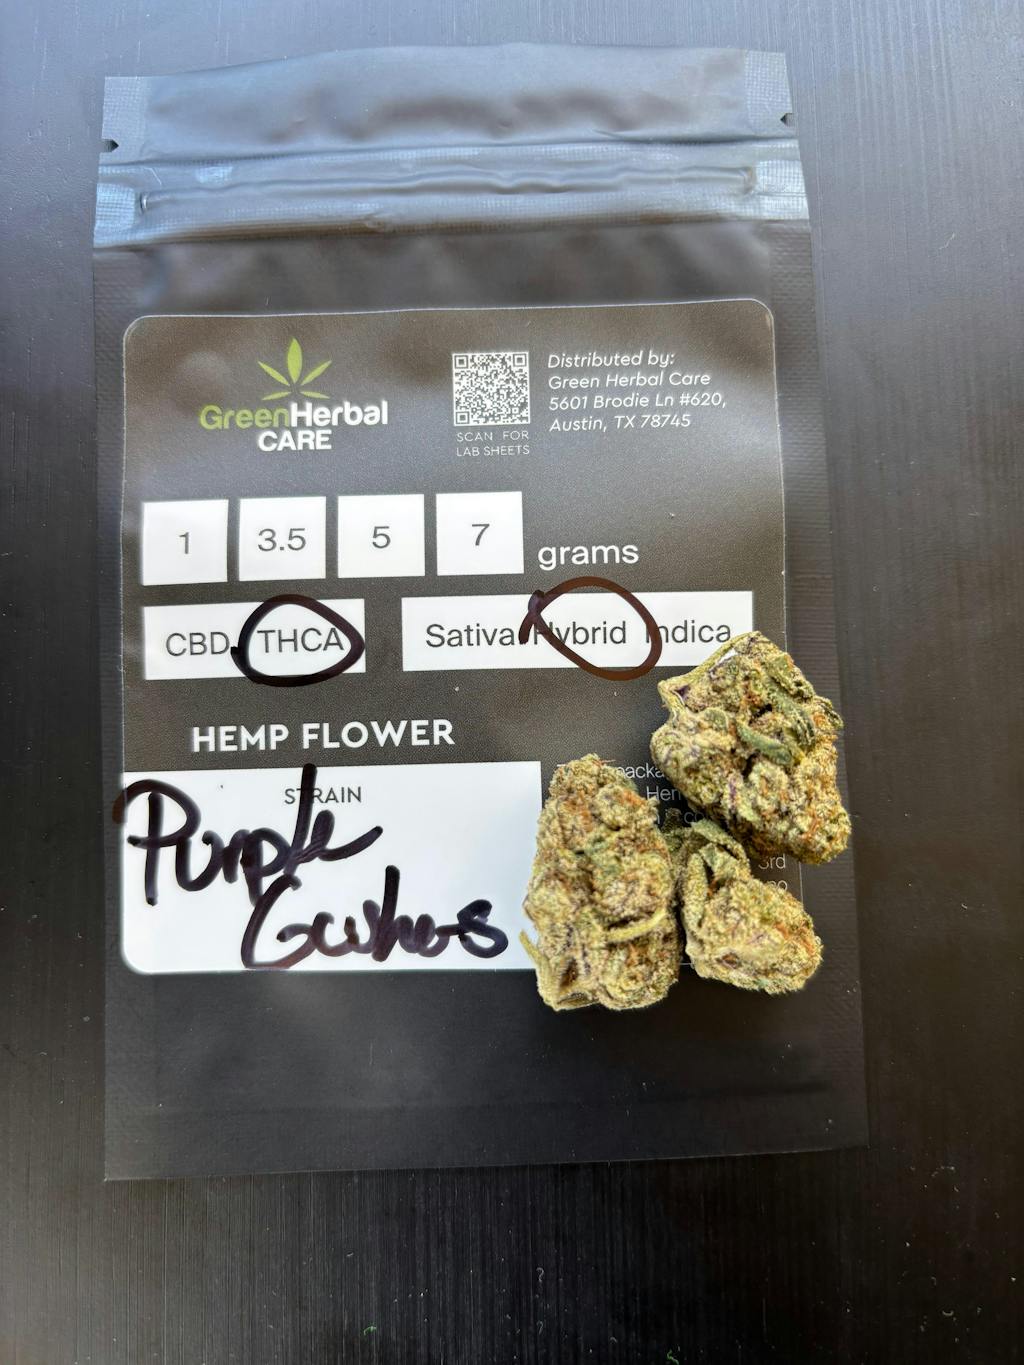 GreenHerbal
CARE
SCAN FOR
LAB SHEETS
Distributed by:
Green Herbal Care
5601 Brodie Ln #620,
Austin, TX 78745
1 3.5 5 7 grams
CBD THCA Sativa Hybrid Indica
HEMP FLOWER
STRAIN
Purple
Gushers
3rd